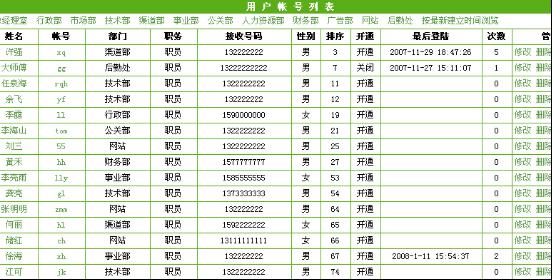 用户帐号列表
总经理室 行政部 市场部 技术部 渠道部 事业部 公关部 人力资源部 财务部 广告部 网站 后勤处 按最新建立时间浏览
姓名 帐号 部门 职务 接收号码 性别 排序 开通 最后登陆 次数 管
许强 xq 渠道部 职员 132222222 男 3 开通 2007-11-29 18:47:26 5 修改 删除
大师傅 gg 后勤处 职员 1322222222 男 7 关闭 2007-11-27 15:11:07 1 修改 删除
任泉海 rqh 技术部 职员 1322222222 男 11 开通 0 修改 删除
余飞 yf 技术部 职员 132222222 男 12 开通 0 修改 删除
李露 ll 行政部 职员 1590000000 女 19 开通 0 修改 删除
李海山 tom 公关部 职员 1322222222 男 21 开通 0 修改 删除
刘三 55 网站 职员 1322222222 男 25 开通 0 修改 删除
黄禾 hh 财务部 职员 1577777777 男 27 开通 0 修改 删除
李亮雨 lly 事业部 职员 1585555555 女 53 开通 0 修改 删除
龚亮 gl 技术部 职员 1373333333 男 54 开通 0 修改 删除
张明明 zmm 网站 职员 132222222 男 64 开通 0 修改 删除
何丽 hl 渠道部 职员 1592222222 女 65 开通 0 修改 删除
储红 ch 网站 职员 13111111111 女 66 开通 0 修改 删除
徐海 xh 事业部 职员 132222222 男 67 开通 2008-1-11 15:54:37 2 修改 删除
江可 jk 技术部 职员 1322222222 男 74 开通 0 修改 删除